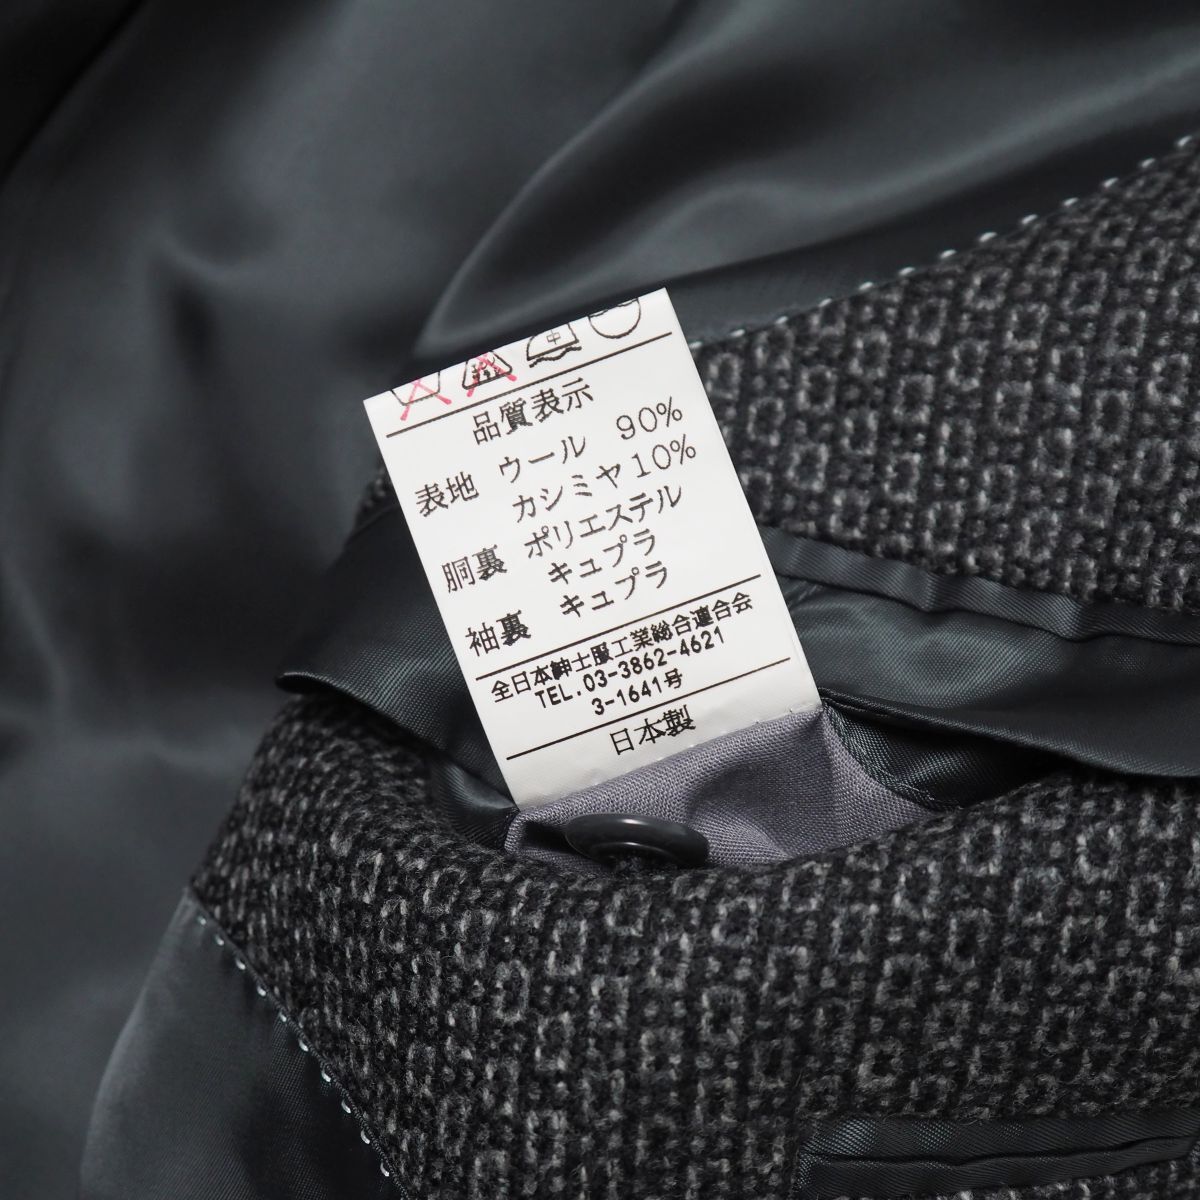 中
品質表示
表地 ウール 90%
カシミヤ 10%
胴裏 ポリエステル
キュプラ
袖裏 キュプラ
全日本紳士服工業総合連合会
TEL.03-3862-4621
3-1641号
日本製